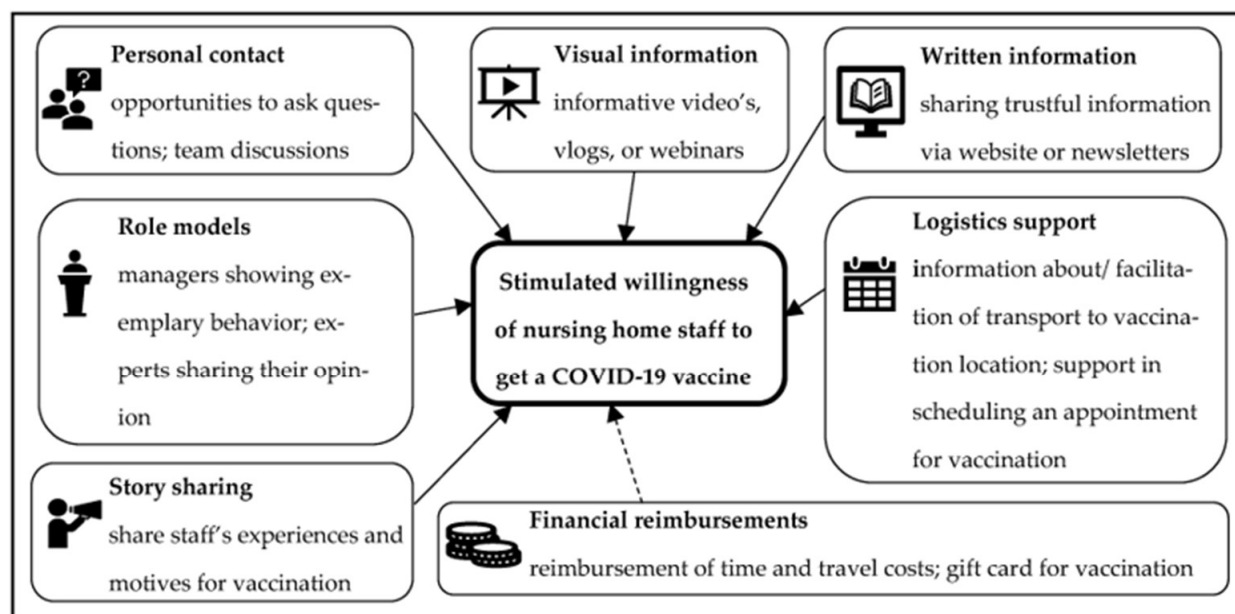 Personal contact
opportunities to ask ques-
tions; team discussions
Visual information
informative video's,
vlogs, or webinars
Written information
sharing trustful information
via website or newsletters
Role models
managers showing ex-
emplary behavior; ex-
perts sharing their opin-
ion
Stimulated willingness
of nursing home staff to
get a COVID-19 vaccine
Logistics support
information about/ facilita-
tion of transport to vaccina-
tion location; support in
scheduling an appointment
for vaccination
Story sharing
share staff's experiences and
motives for vaccination
Financial reimbursements
reimbursement of time and travel costs; gift card for vaccination